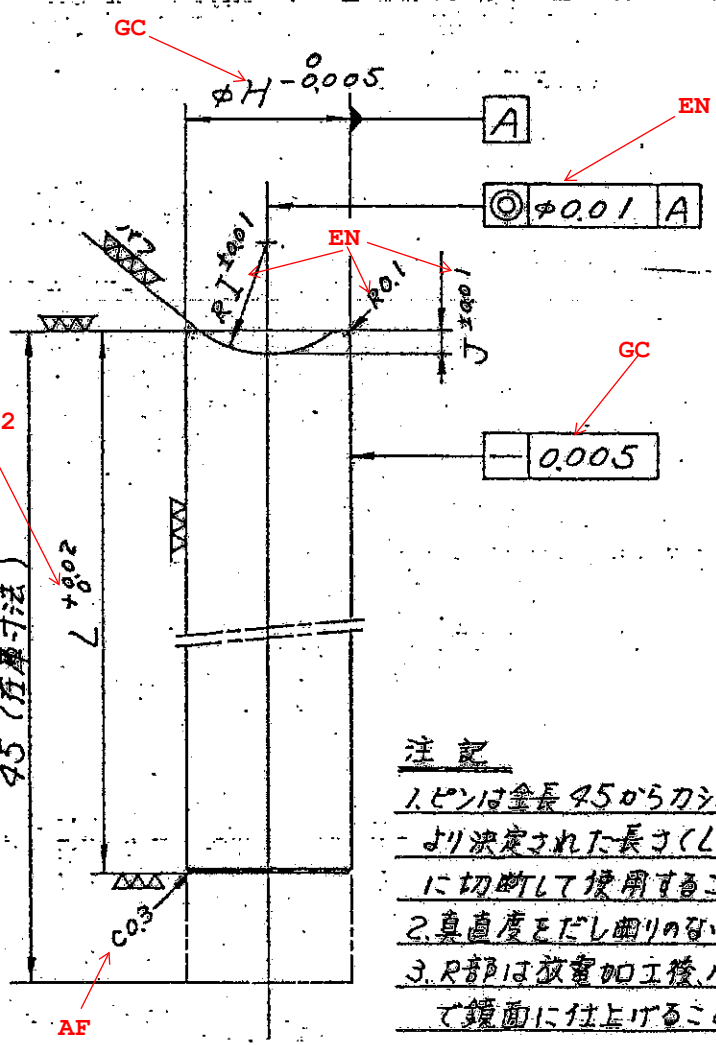 GC
0
φH -0.005
A
EN
◎ φ0.01 A
バフ
RI ±0.01
EN
R0.1
J ±0.01
GC
2
— 0.005
L +0.02 0
45 (在庫寸法)
C0.3
AF
注記
1. ピンは全長45からカシ
より決定された長さ(L
に切断して使用するこ
2. 真直度をだし曲りのない
3. R部は放電加工後、バ
で鏡面に仕上げるこ